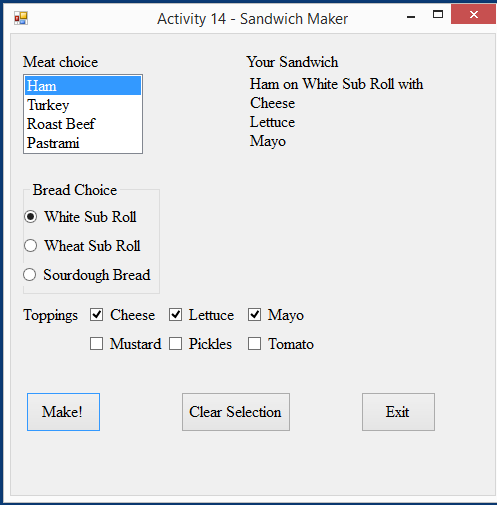 Activity 14 - Sandwich Maker
Meat choice
Ham
Turkey
Roast Beef
Pastrami
Your Sandwich
Ham on White Sub Roll with
Cheese
Lettuce
Mayo
Bread Choice
White Sub Roll
Wheat Sub Roll
Sourdough Bread
Toppings Cheese Lettuce Mayo
Mustard Pickles Tomato
Make! Clear Selection Exit